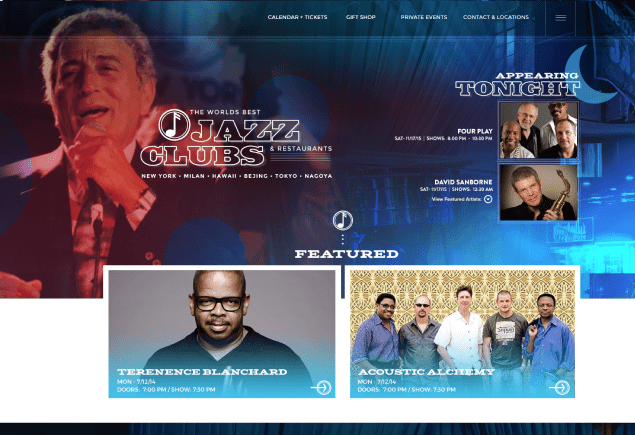 CALENDAR + TICKETS GIFT SHOP PRIVATE EVENTS CONTACT & LOCATIONS
APPEARING
TONIGHT
THE WORLDS BEST
JAZZ
CLUBS & RESTAURANTS
NEW YORK • MILAN • HAWAII • BEJING • TOKYO • NAGOYA
FOUR PLAY
SAT- 11/17/15 | SHOWS: 8:00 PM - 10:30 PM
DAVID SANBORNE
SAT- 11/17/15 | SHOWS: 12:30 AM
View Featured Artists
FEATURED
TERENENCE BLANCHARD
MON - 7/12/14
DOORS: 7:00 PM / SHOW: 7:30 PM
ACOUSTIC ALCHEMY
MON - 7/12/14
DOORS: 7:00 PM / SHOW: 7:30 PM